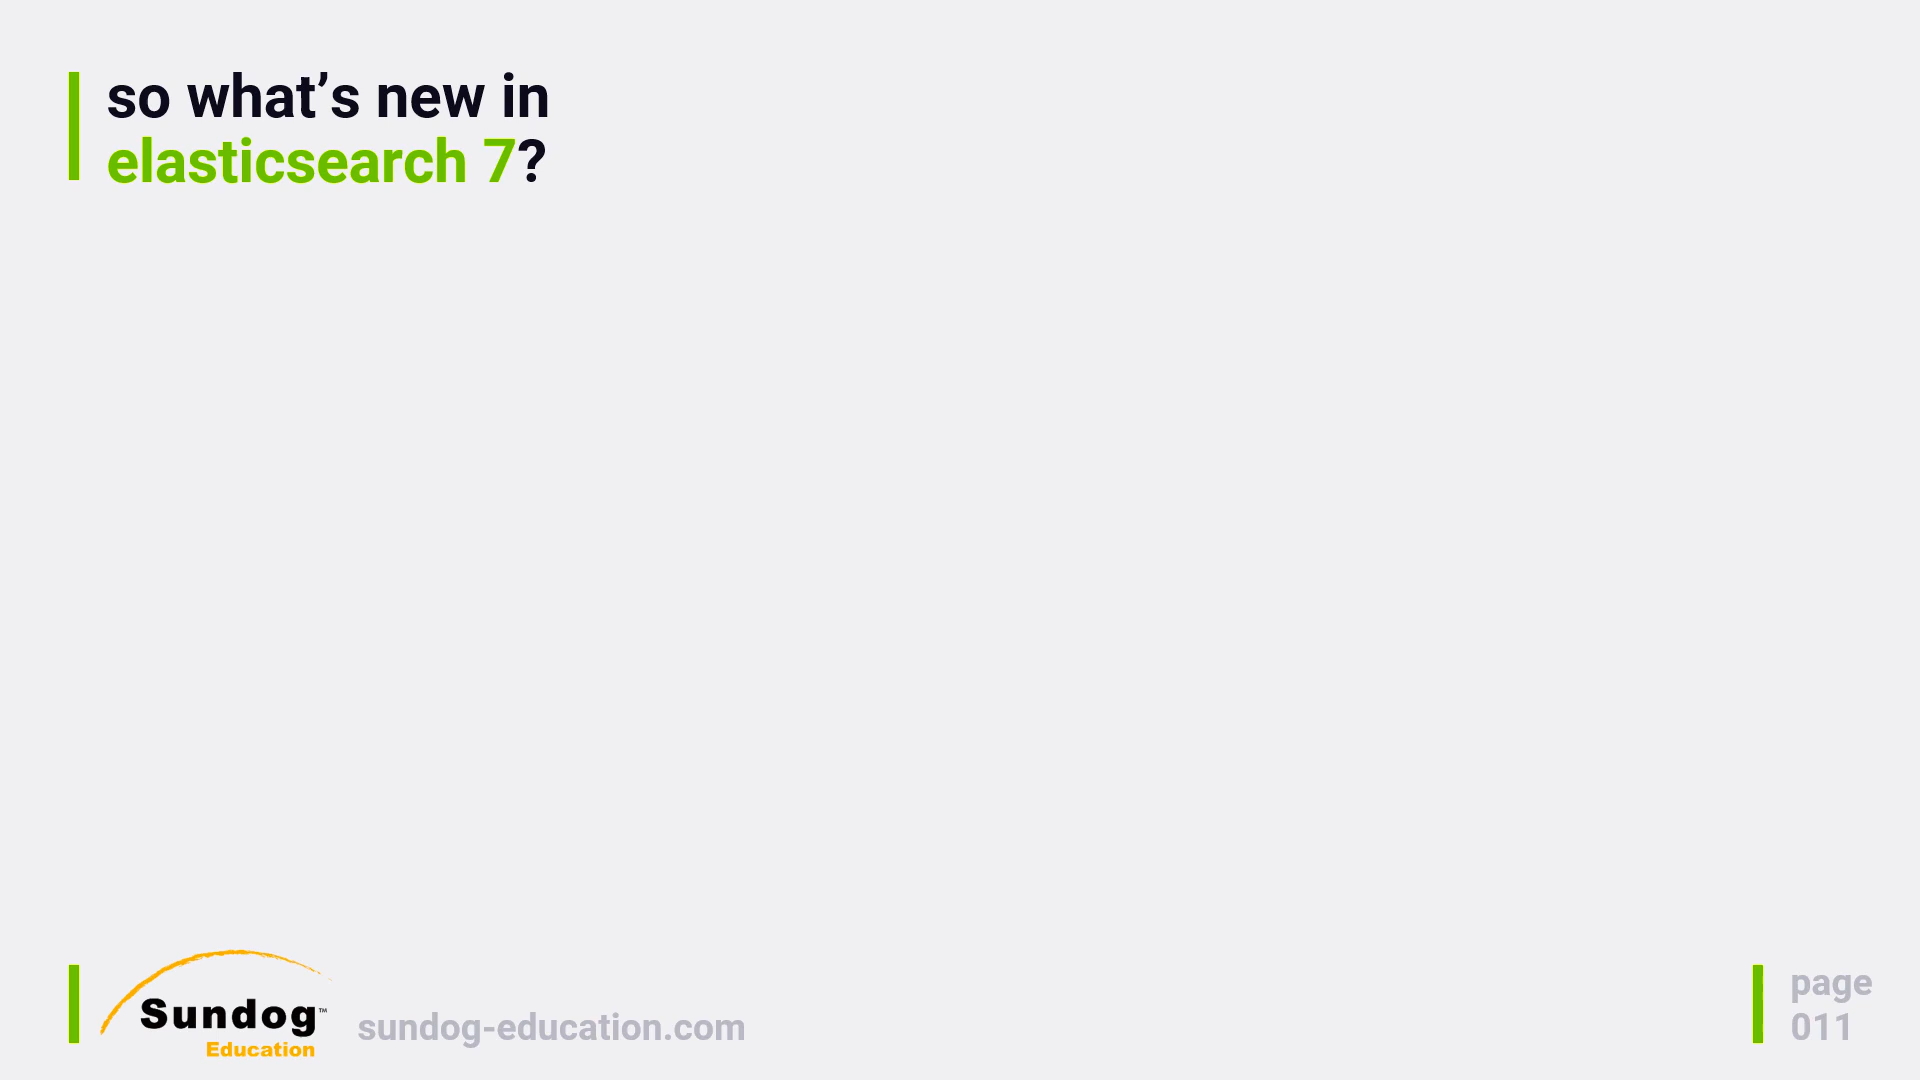 so what’s new in
elasticsearch 7?
Sundog™
Education
sundog-education.com
page
011